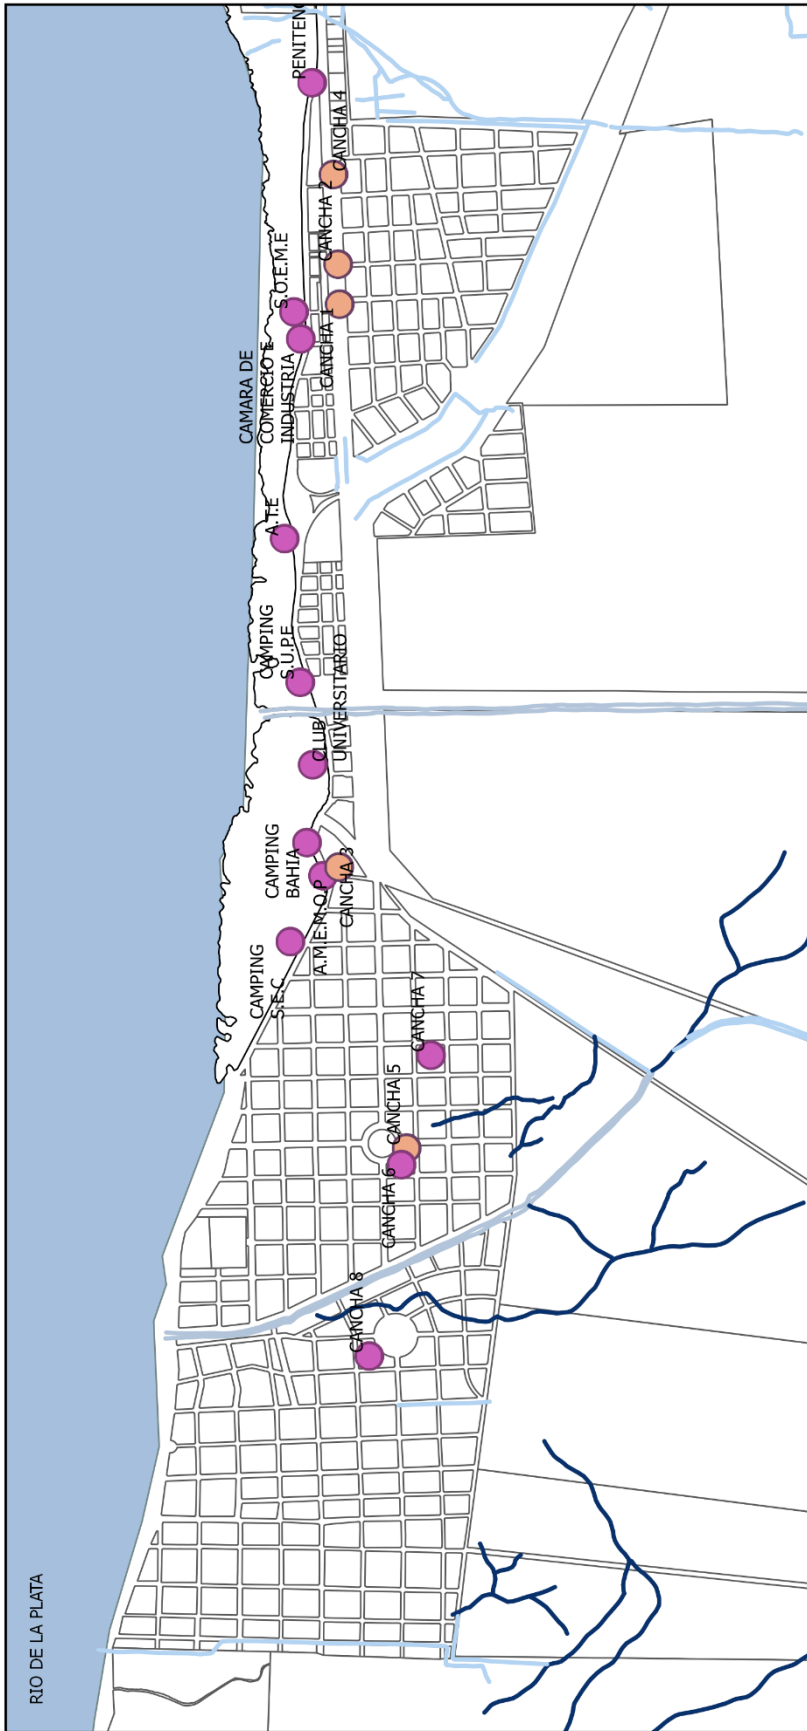 PENITENC
CANCHA 4
CANCHA 2
S.O.E.M.E
CANCHA 1
CAMARA DE
COMERCIO E
INDUSTRIA
A.T.E
CAMPING
S.U.P.E
CLUB
UNIVERSITARIO
CAMPING
BAHIA
A.M.E.M.O.P
CANCHA 3
CAMPING
S.E.C.
CANCHA 7
CANCHA 5
CANCHA 6
CANCHA 8
RIO DE LA PLATA